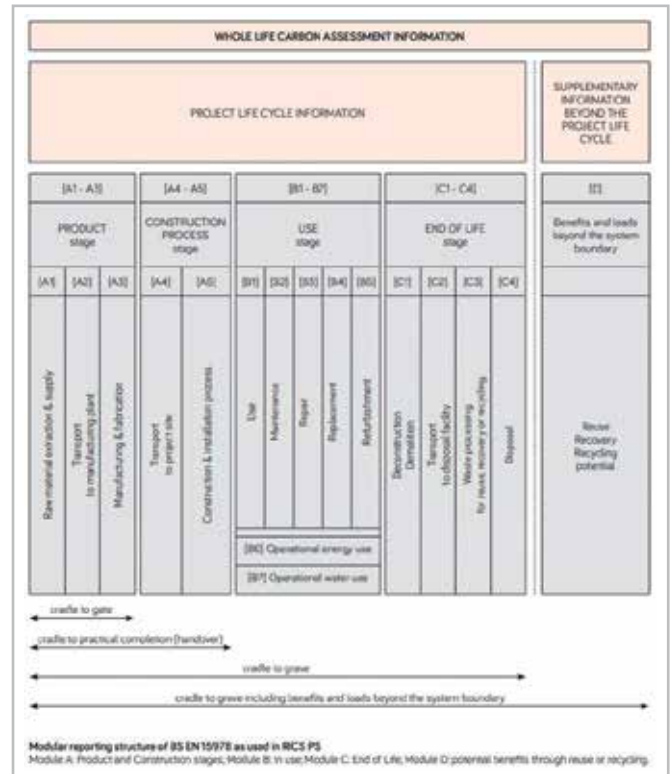 WHOLE LIFE CARBON ASSESSMENT INFORMATION
PROJECT LIFE CYCLE INFORMATION
SUPPLEMENTARY
INFORMATION
BEYOND THE
PROJECT LIFE
CYCLE
[A1 - A3]
[A4 - A5]
[B1 - B7]
[C1 - C4]
[D]
PRODUCT
stage
CONSTRUCTION
PROCESS
stage
USE
stage
END OF LIFE
stage
Benefits and loads
beyond the system
boundary
[A1]
[A2]
[A3]
[A4]
[A5]
[B1]
[B2]
[B3]
[B4]
[B5]
[C1]
[C2]
[C3]
[C4]
Raw material extraction & supply
Transport
to manufacturing plant
Manufacturing & fabrication
Transport
to project site
Construction & installation process
Use
Maintenance
Repair
Replacement
Refurbishment
Deconstruction
Demolition
Transport
to disposal facility
Waste processing
for reuse, recovery or recycling
Disposal
Reuse
Recovery
Recycling
potential
[B6] Operational energy use
[B7] Operational water use
cradle to gate
cradle to practical completion (handover)
cradle to grave
cradle to grave including benefits and loads beyond the system boundary
Modular reporting structure of BS EN 15978 as used in RICS PS
Module A: Product and Construction stages; Module B: In use; Module C: End of Life; Module D: potential benefits through reuse or recycling.